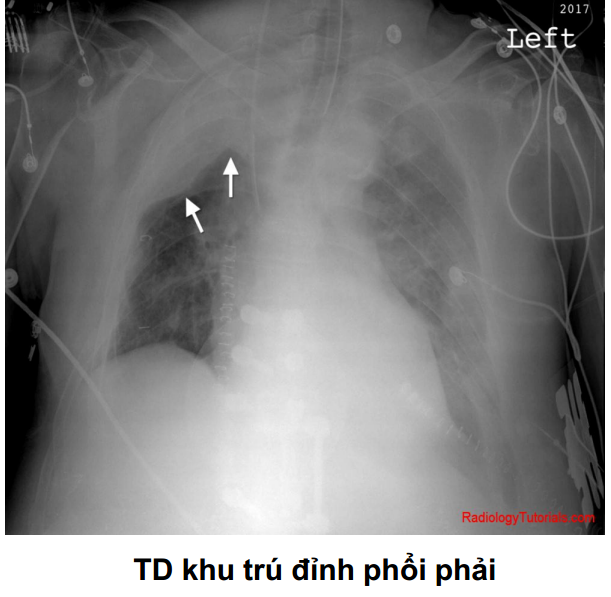 2017
Left
RadiologyTutorials.com
TD khu trú đỉnh phổi phải